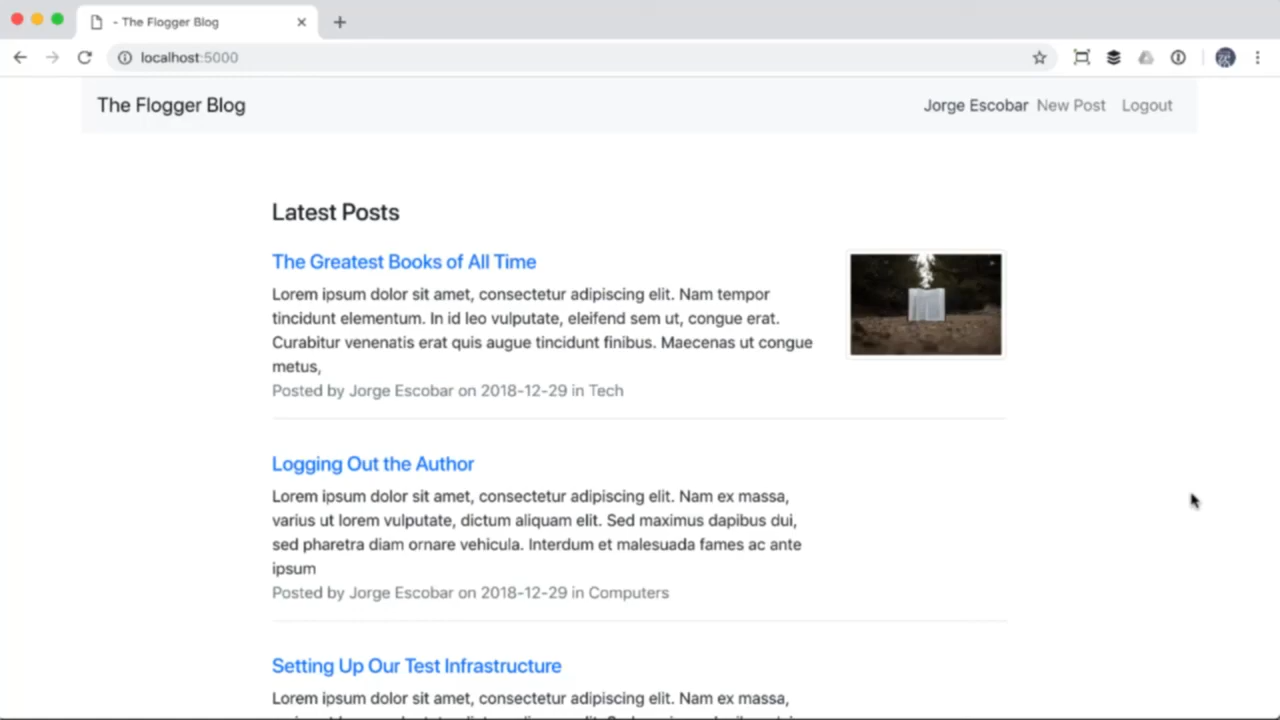 - The Flogger Blog
localhost:5000
The Flogger Blog
Jorge Escobar New Post Logout
Latest Posts
The Greatest Books of All Time
Lorem ipsum dolor sit amet, consectetur adipiscing elit. Nam tempor
tincidunt elementum. In id leo vulputate, eleifend sem ut, congue erat.
Curabitur venenatis erat quis augue tincidunt finibus. Maecenas ut congue
metus,
Posted by Jorge Escobar on 2018-12-29 in Tech
Logging Out the Author
Lorem ipsum dolor sit amet, consectetur adipiscing elit. Nam ex massa,
varius ut lorem vulputate, dictum aliquam elit. Sed maximus dapibus dui,
sed pharetra diam ornare vehicula. Interdum et malesuada fames ac ante
ipsum
Posted by Jorge Escobar on 2018-12-29 in Computers
Setting Up Our Test Infrastructure
Lorem ipsum dolor sit amet, consectetur adipiscing elit. Nam ex massa,